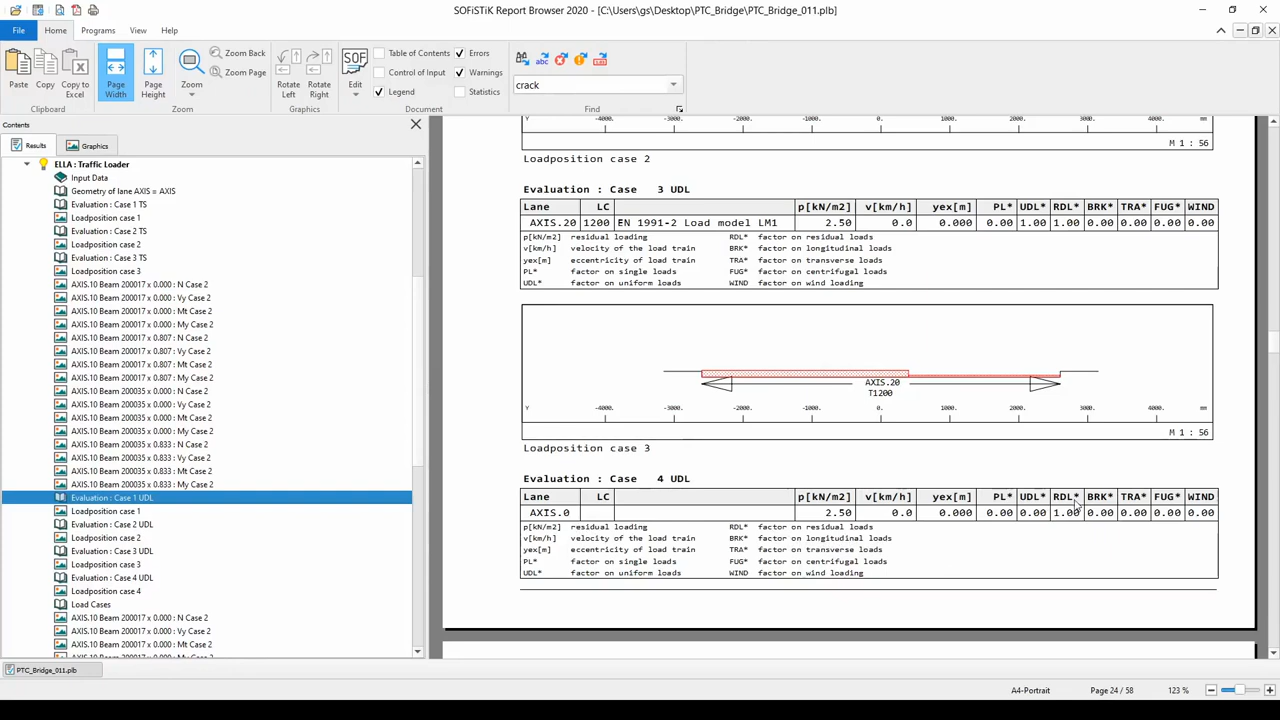 SOFiSTiK Report Browser 2020 - [C:\Users\gs\Desktop\PTC_Bridge\PTC_Bridge_011.plb]
File Home Programs View Help
Paste Copy Copy to Excel
Clipboard
Page Width Page Height Zoom Zoom Back Zoom Page
Zoom
Rotate Left Rotate Right
Graphics
SOF Edit
Table of Contents Errors
Control of Input Warnings
Legend Statistics
Document
abc
crack
Find
Contents
Results Graphics
ELLA : Traffic Loader
Input Data
Geometry of lane AXIS = AXIS
Evaluation : Case 1 TS
Loadposition case 1
Evaluation : Case 2 TS
Loadposition case 2
Evaluation : Case 3 TS
Loadposition case 3
AXIS.10 Beam 200017 x 0.000 : N Case 2
AXIS.10 Beam 200017 x 0.000 : Vy Case 2
AXIS.10 Beam 200017 x 0.000 : Mt Case 2
AXIS.10 Beam 200017 x 0.000 : My Case 2
AXIS.10 Beam 200017 x 0.807 : N Case 2
AXIS.10 Beam 200017 x 0.807 : Vy Case 2
AXIS.10 Beam 200017 x 0.807 : Mt Case 2
AXIS.10 Beam 200017 x 0.807 : My Case 2
AXIS.10 Beam 200035 x 0.000 : N Case 2
AXIS.10 Beam 200035 x 0.000 : Vy Case 2
AXIS.10 Beam 200035 x 0.000 : Mt Case 2
AXIS.10 Beam 200035 x 0.000 : My Case 2
AXIS.10 Beam 200035 x 0.833 : N Case 2
AXIS.10 Beam 200035 x 0.833 : Vy Case 2
AXIS.10 Beam 200035 x 0.833 : Mt Case 2
AXIS.10 Beam 200035 x 0.833 : My Case 2
Evaluation : Case 1 UDL
Loadposition case 1
Evaluation : Case 2 UDL
Loadposition case 2
Evaluation : Case 3 UDL
Loadposition case 3
Evaluation : Case 4 UDL
Loadposition case 4
Load Cases
AXIS.10 Beam 200017 x 0.000 : N Case 2
AXIS.10 Beam 200017 x 0.000 : Vy Case 2
AXIS.10 Beam 200017 x 0.000 : Mt Case 2
Y -4000. -3000. -2000. -1000. 0. 1000. 2000. 3000. 4000. mm
M 1 : 56
Loadposition case 2
Evaluation : Case 3 UDL
Lane LC p[kN/m2] v[km/h] yex[m] PL* UDL* RDL* BRK* TRA* FUG* WIND
AXIS.20 1200 EN 1991-2 Load model LM1 2.50 0.0 0.000 0.00 1.00 1.00 0.00 0.00 0.00 0.00
p[kN/m2] residual loading RDL* factor on residual loads
v[km/h] velocity of the load train BRK* factor on longitudinal loads
yex[m] eccentricity of load train TRA* factor on transverse loads
PL* factor on single loads FUG* factor on centrifugal loads
UDL* factor on uniform loads WIND factor on wind loading
AXIS.20
T1200
Y -4000. -3000. -2000. -1000. 0. 1000. 2000. 3000. 4000. mm
M 1 : 56
Loadposition case 3
Evaluation : Case 4 UDL
Lane LC p[kN/m2] v[km/h] yex[m] PL* UDL* RDL* BRK* TRA* FUG* WIND
AXIS.0 2.50 0.0 0.000 0.00 0.00 1.00 0.00 0.00 0.00 0.00
p[kN/m2] residual loading RDL* factor on residual loads
v[km/h] velocity of the load train BRK* factor on longitudinal loads
yex[m] eccentricity of load train TRA* factor on transverse loads
PL* factor on single loads FUG* factor on centrifugal loads
UDL* factor on uniform loads WIND factor on wind loading
PTC_Bridge_011.plb
A4-Portrait Page 24 / 58 123 %